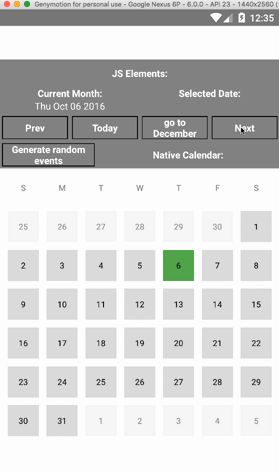 Genymotion for personal use - Google Nexus 6P - 6.0.0 - API 23 - 1440x2560 (
12:35
JS Elements:
Current Month: Selected Date:
Thu Oct 06 2016
Prev Today go to December Next
Generate random events Native Calendar:
S M T W T F S
25 26 27 28 29 30 1
2 3 4 5 6 7 8
9 10 11 12 13 14 15
16 17 18 19 20 21 22
23 24 25 26 27 28 29
30 31 1 2 3 4 5